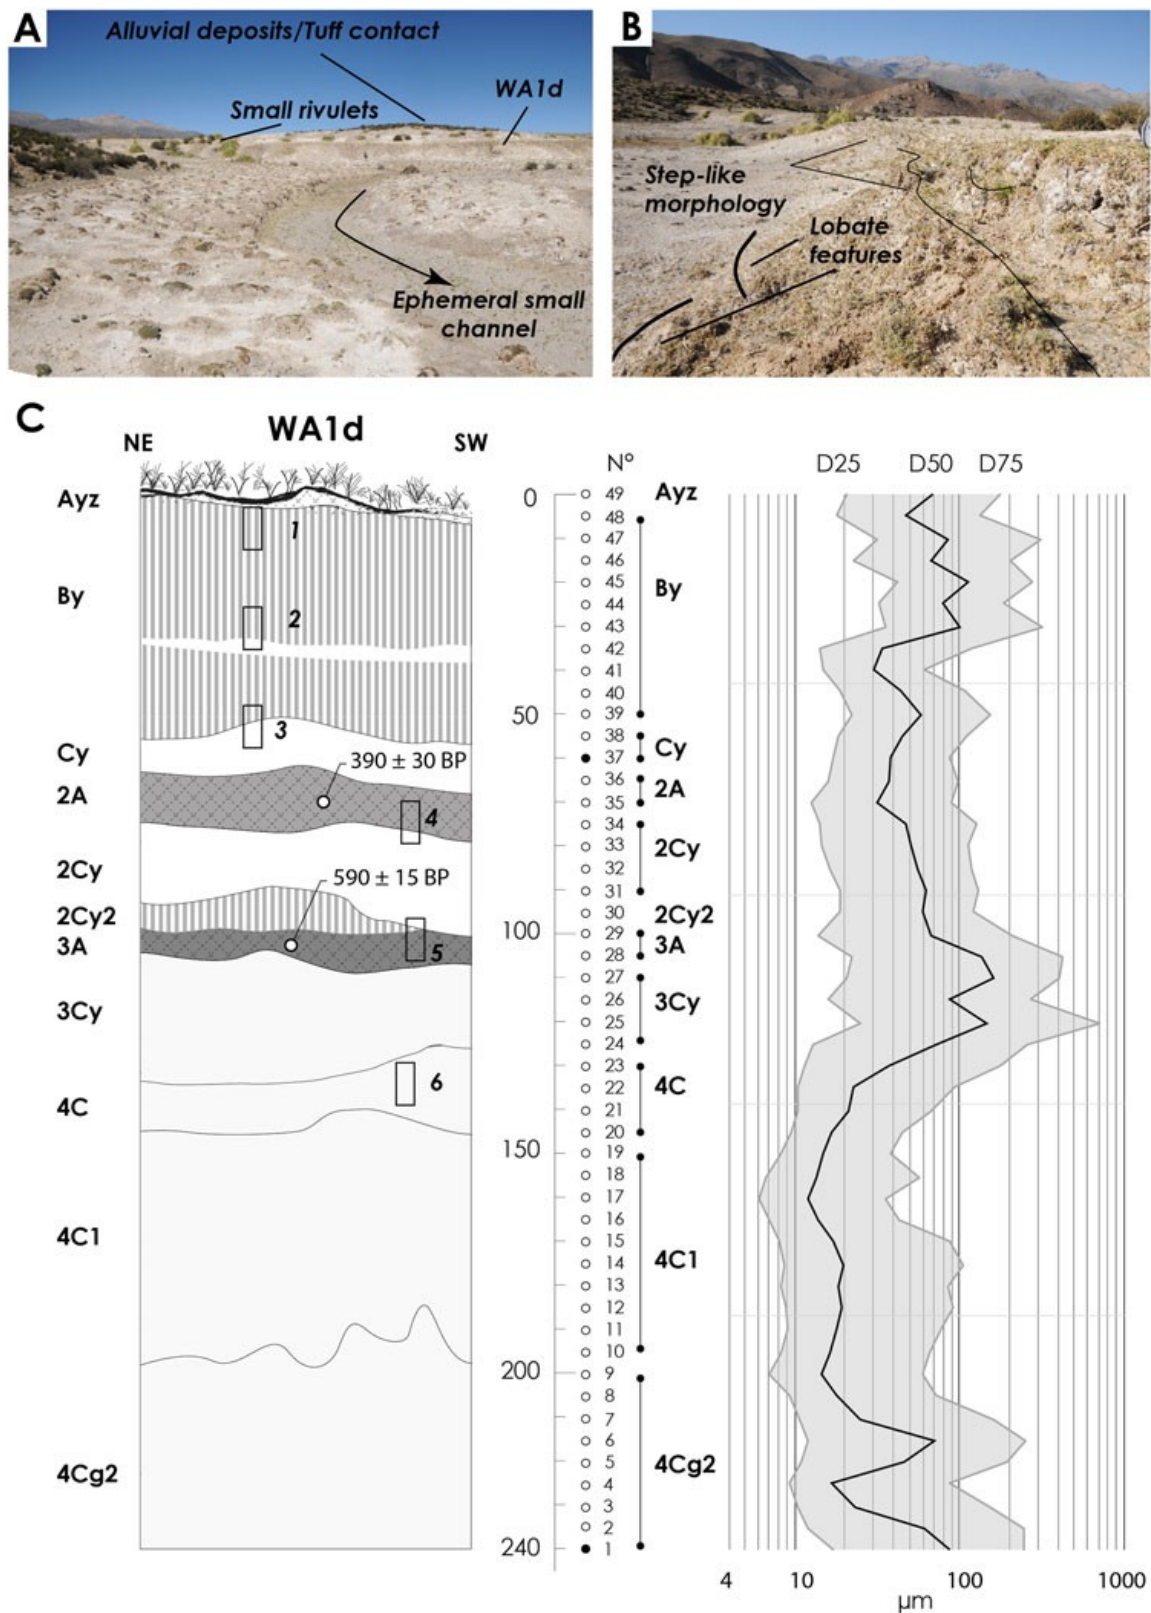 A
Alluvial deposits/Tuff contact
Small rivulets
WA1d
Ephemeral small
channel
B
Step-like
morphology
Lobate
features
C
NE
WA1d
SW
Ayz
By
Cy
2A
2Cy
2Cy2
3A
3Cy
4C
4C1
4Cg2
1
2
3
390 ± 30 BP
4
590 ± 15 BP
5
6
0
50
100
150
200
240
N°
49
48
47
46
45
44
43
42
41
40
39
38
37
36
35
34
33
32
31
30
29
28
27
26
25
24
23
22
21
20
19
18
17
16
15
14
13
12
11
10
9
8
7
6
5
4
3
2
1
Ayz
By
Cy
2A
2Cy
2Cy2
3A
3Cy
4C
4C1
4Cg2
D25 D50 D75
4 10 100 1000
µm